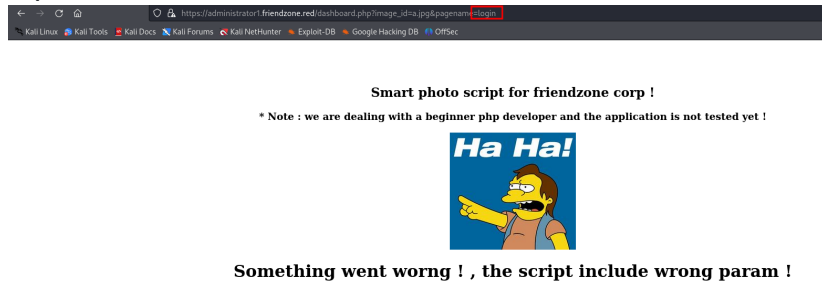 https://administrator1.friendzone.red/dashboard.php?image_id=a.jpg&pagename=login
Kali Linux Kali Tools Kali Docs Kali Forums Kali NetHunter Exploit-DB Google Hacking DB OffSec
Smart photo script for friendzone corp !
* Note : we are dealing with a beginner php developer and the application is not tested yet !
Ha Ha!
Something went worng ! , the script include wrong param !